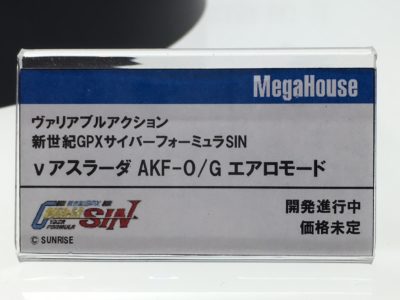 MegaHouse
ヴァリアブルアクション
新世紀GPXサイバーフォーミュラSIN
νアスラーダ AKF-0/G エアロモード
SIN
開発進行中
価格未定
© SUNRISE